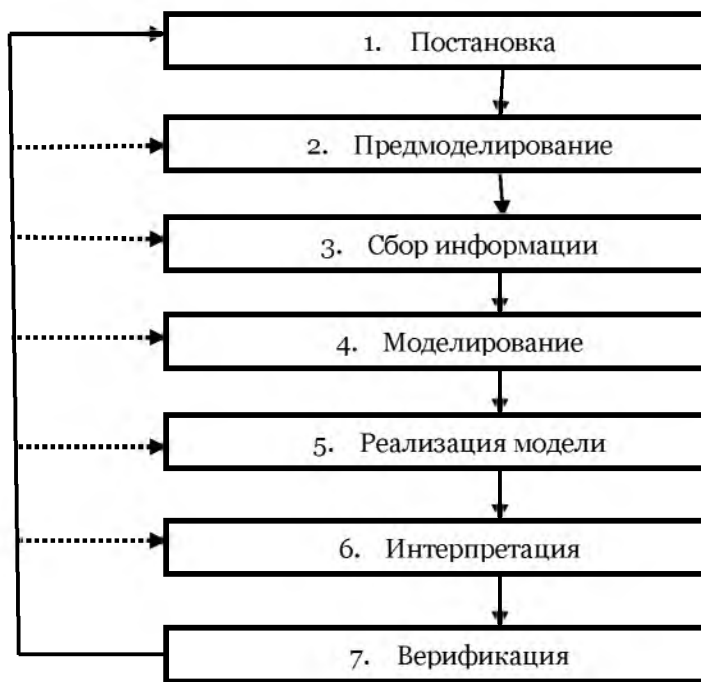 1. Постановка
2. Предмоделирование
3. Сбор информации
4. Моделирование
5. Реализация модели
6. Интерпретация
7. Верификация